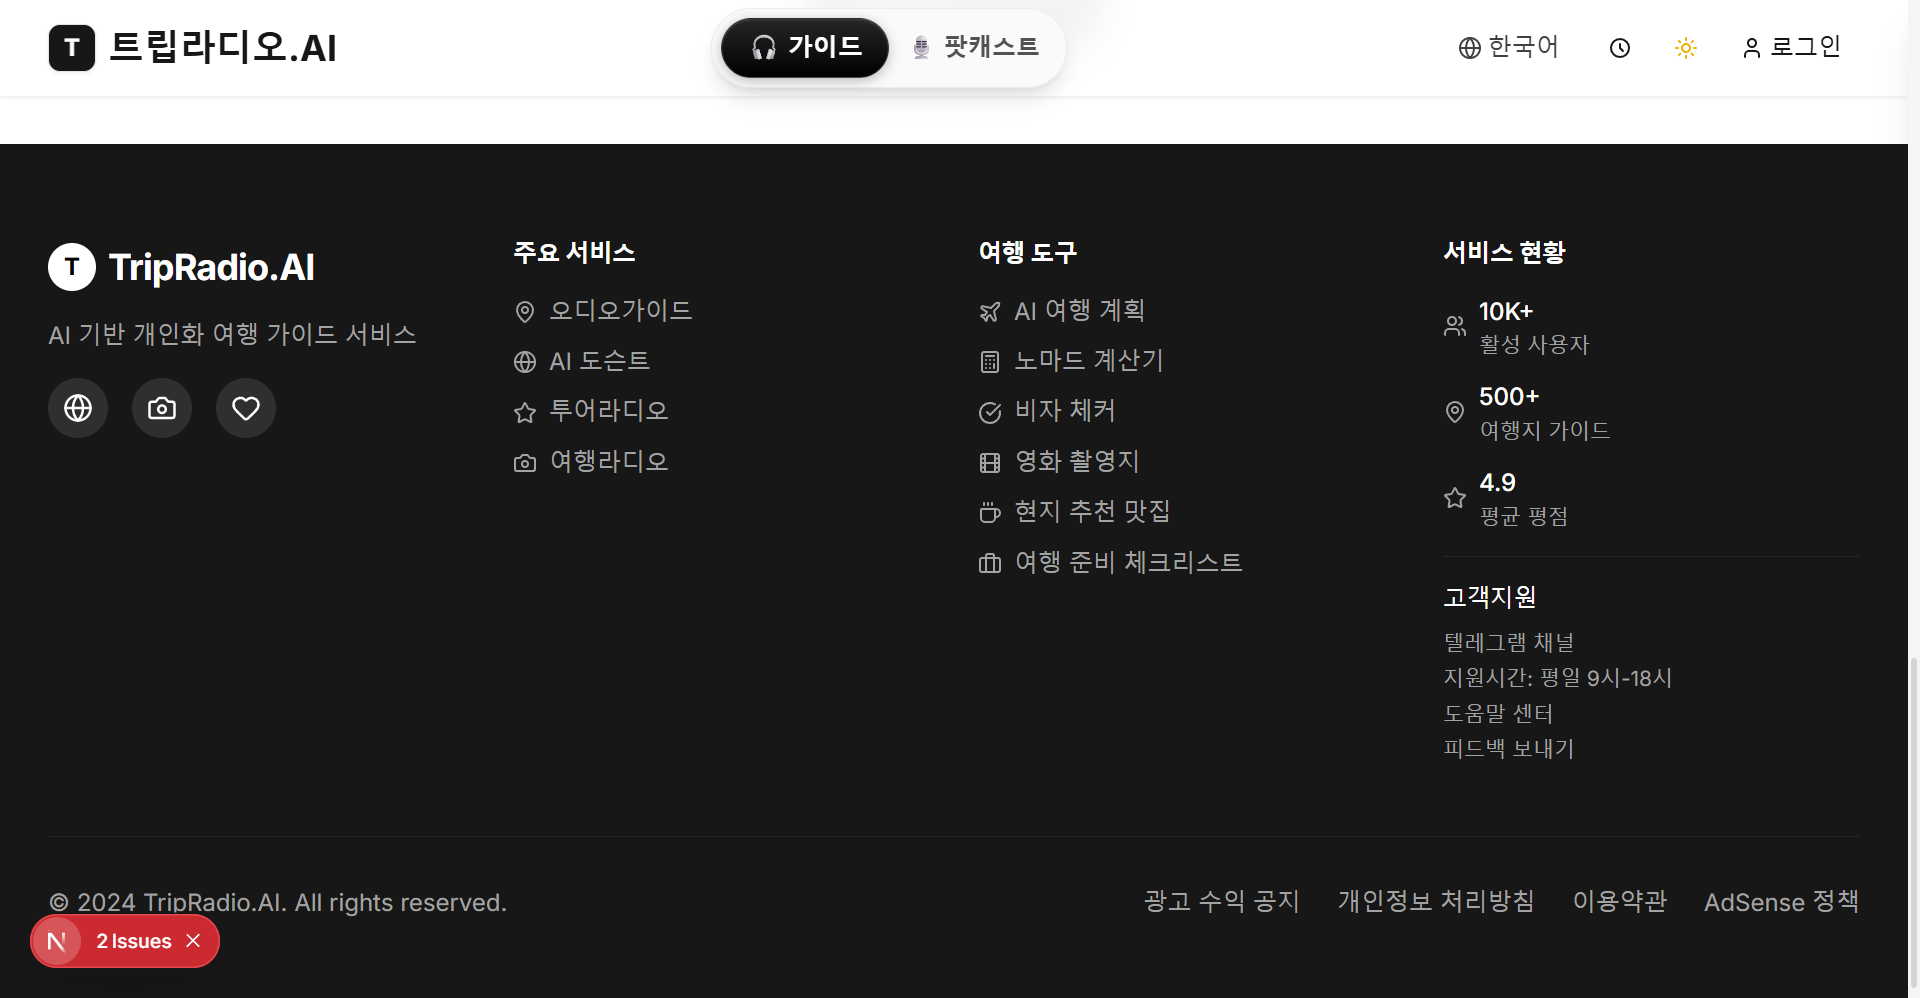 T 트립라디오.AI
가이드
팟캐스트
한국어
로그인
T TripRadio.AI
AI 기반 개인화 여행 가이드 서비스
주요 서비스
오디오가이드
AI 도슨트
투어라디오
여행라디오
여행 도구
AI 여행 계획
노마드 계산기
비자 체커
영화 촬영지
현지 추천 맛집
여행 준비 체크리스트
서비스 현황
10K+
활성 사용자
500+
여행지 가이드
4.9
평균 평점
고객지원
텔레그램 채널
지원시간: 평일 9시-18시
도움말 센터
피드백 보내기
© 2024 TripRadio.AI. All rights reserved.
광고 수익 공지
개인정보 처리방침
이용약관
AdSense 정책
N 2 Issues